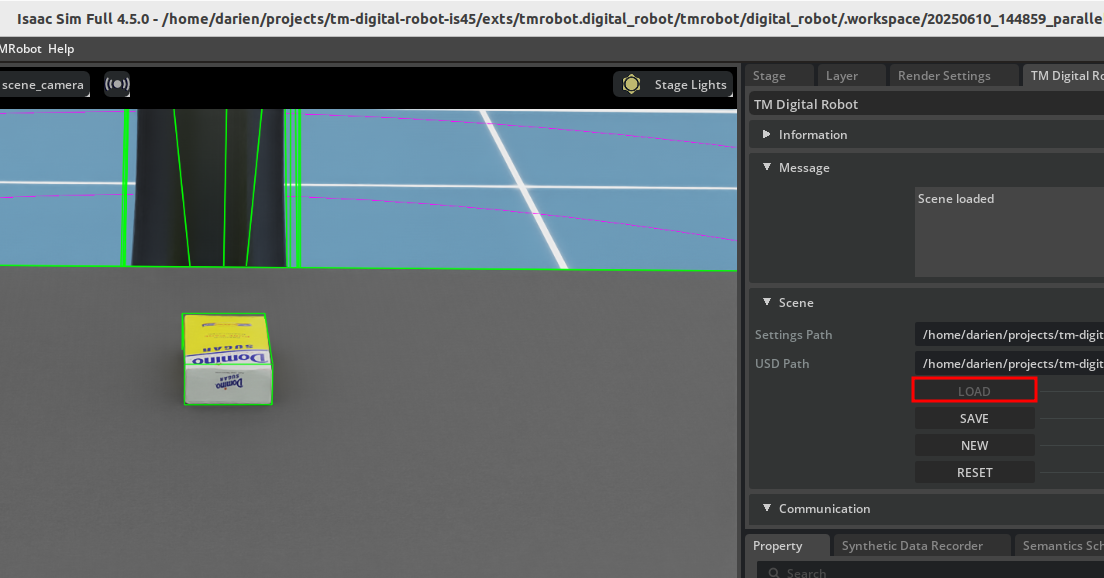 Isaac Sim Full 4.5.0 - /home/darien/projects/tm-digital-robot-is45/exts/tmrobot.digital_robot/tmrobot/digital_robot/.workspace/20250610_144859_paralle
MRobot Help
scene_camera
Stage Lights
Stage Layer Render Settings TM Digital Ro
TM Digital Robot
Information
Message
Scene loaded
Scene
Settings Path /home/darien/projects/tm-digit
USD Path /home/darien/projects/tm-digit
LOAD
SAVE
NEW
RESET
Communication
Property Synthetic Data Recorder Semantics Sch
Search
SUGAR
Domino
Domino
SUGAR